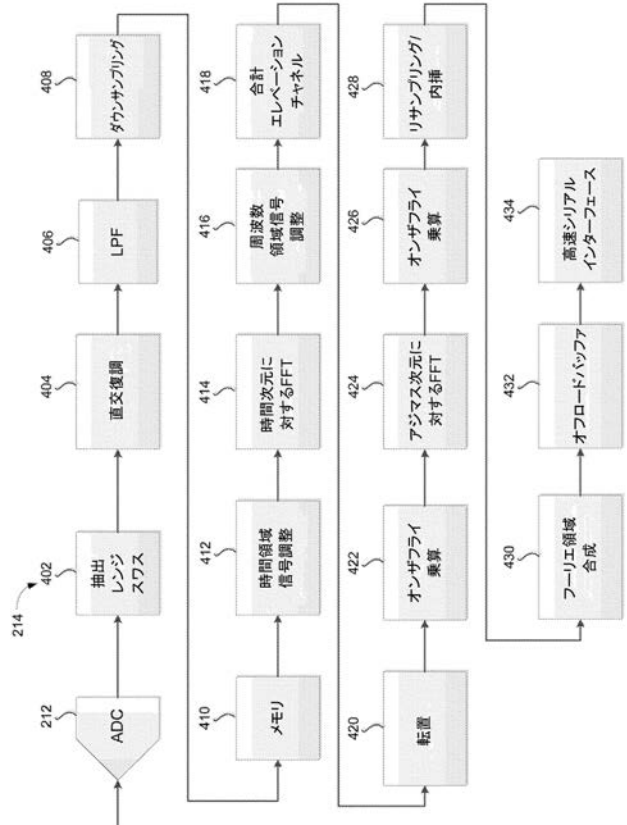 214
212
ADC
402
抽出
レンジ
スワス
404
直交復調
406
LPF
408
ダウンサンプリング
410
メモリ
412
時間領域
信号調整
414
時間次元に
対するFFT
416
周波数
領域信号
調整
418
合計
エレベーション
チャネル
420
転置
422
オンザフライ
乗算
424
アジマス次元に
対するFFT
426
オンザフライ
乗算
428
リサンプリング/
内挿
430
フーリエ領域
合成
432
オフロードバッファ
434
高速シリアル
インターフェース